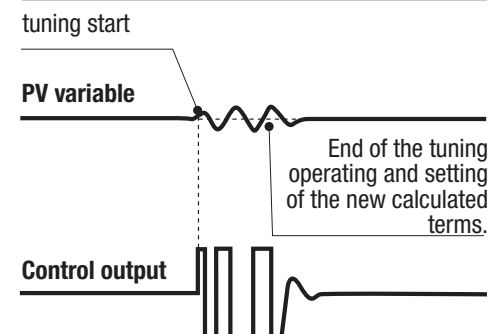 tuning start
PV variable
End of the tuning
operating and setting
of the new calculated
terms.
Control output